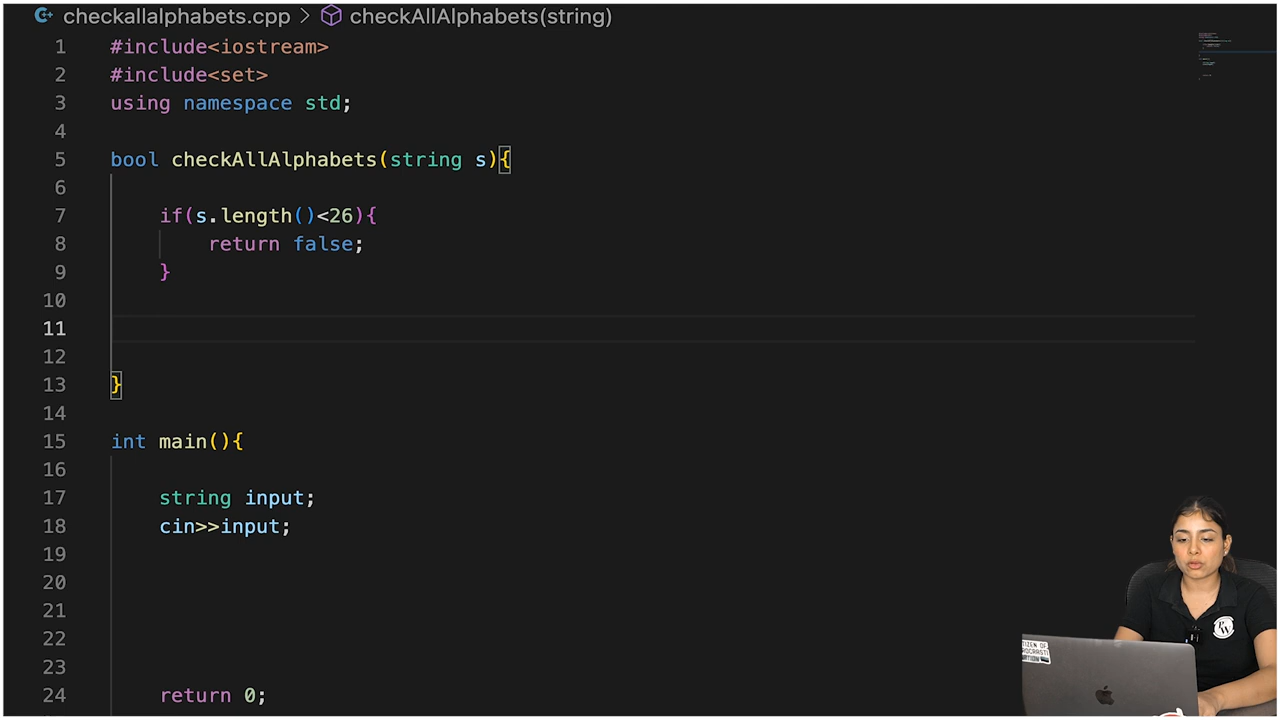 checkallalphabets.cpp > checkAllAlphabets(string)
1 #include<iostream>
2 #include<set>
3 using namespace std;
4
5 bool checkAllAlphabets(string s){
6
7 if(s.length()<26){
8 return false;
9 }
10
11
12
13 }
14
15 int main(){
16
17 string input;
18 cin>>input;
19
20
21
22
23
24 return 0;
PW